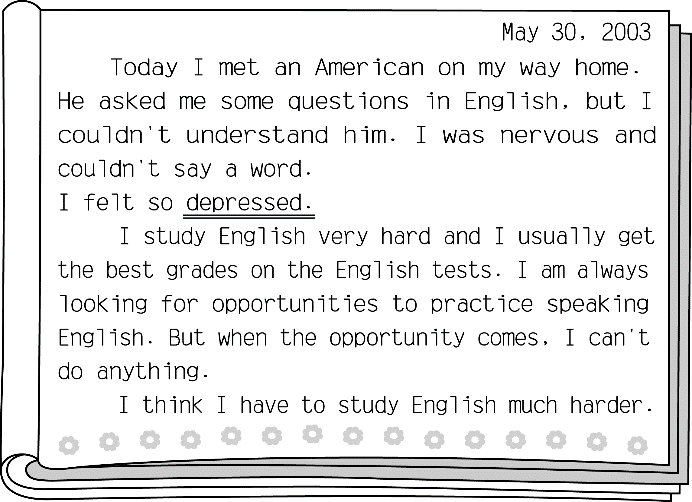 May 30, 2003
Today I met an American on my way home.
He asked me some questions in English, but I
couldn't understand him. I was nervous and
couldn't say a word.
I felt so depressed.
I study English very hard and I usually get
the best grades on the English tests. I am always
looking for opportunities to practice speaking
English. But when the opportunity comes, I can't
do anything.
I think I have to study English much harder.